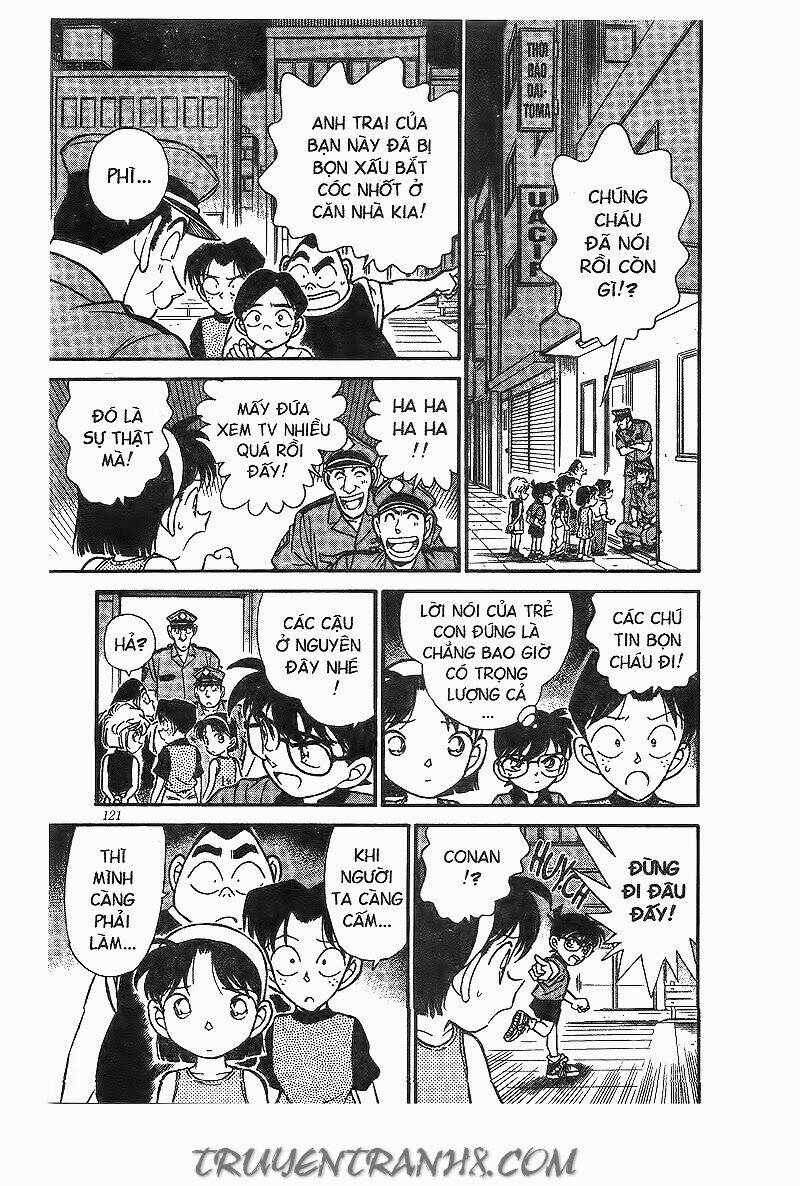 THỜI
BÁO
DAI-
TOMA
CHÚNG
CHÁU
ĐÃ NÓI
RỒI CÒN
GÌ!?
ANH TRAI CỦA
BẠN NÀY ĐÃ BỊ
BỌN XẤU BẮT
CÓC NHỐT Ở
CĂN NHÀ KIA!
PHÌ...
HA HA
HA HA
!!
MẤY ĐỨA
XEM TV NHIỀU
QUÁ RỒI
ĐẤY!
ĐÓ LÀ
SỰ THẬT
MÀ!
CÁC CHÚ
TIN BỌN
CHÁU ĐI!
LỜI NÓI CỦA TRẺ
CON ĐÚNG LÀ
CHẲNG BAO GIỜ
CÓ TRỌNG
LƯỢNG CẢ
...
CÁC CẬU
Ở NGUYÊN
ĐÂY NHÉ
!
HẢ?
121
ĐỪNG
ĐI ĐÂU
ĐẤY!
HUỴCH
CONAN
!?
KHI
NGƯỜI
TA CÀNG
CẤM...
THÌ
MÌNH
CÀNG
PHẢI
LÀM...
TRUYENTRANH8.COM